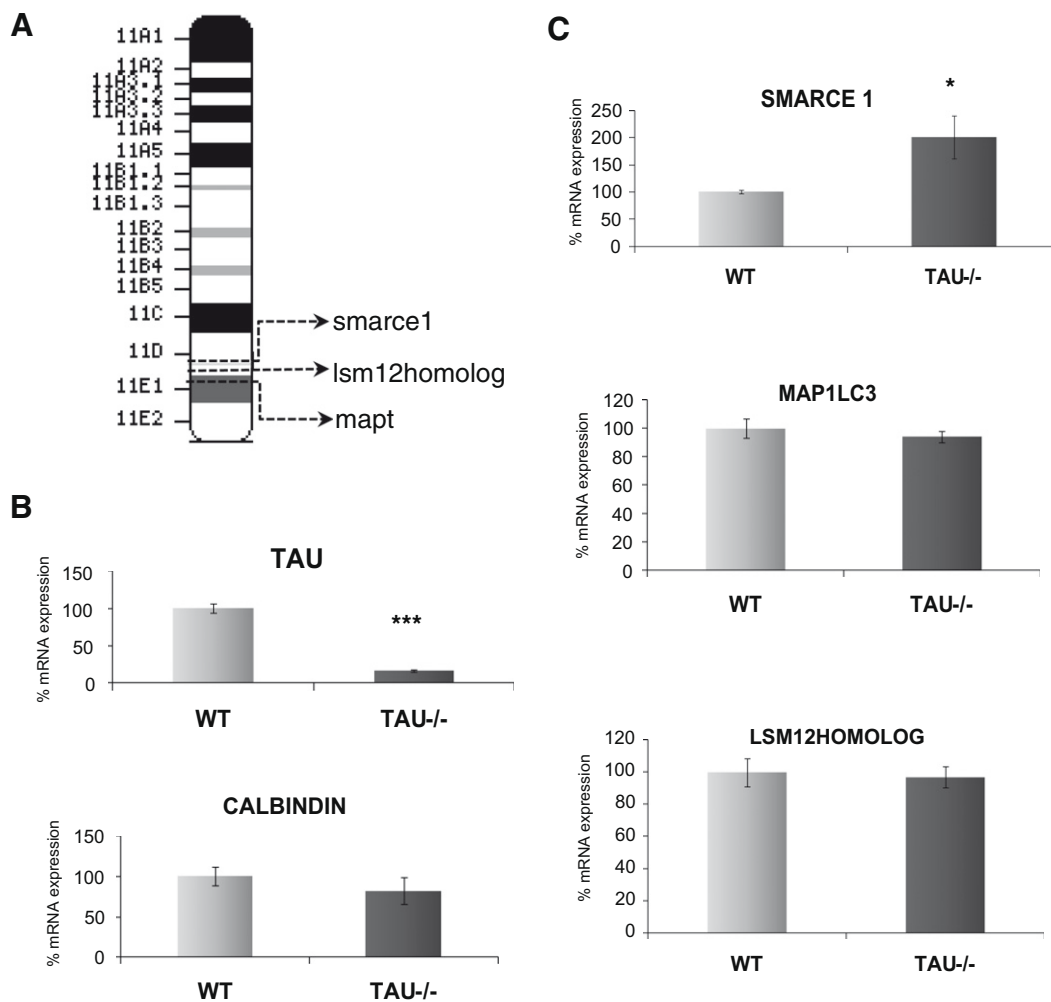 A
11A1
11A2
11A3.1
11A3.2
11A3.3
11A4
11A5
11B1.1
11B1.2
11B1.3
11B2
11B3
11B4
11B5
11C
11D
11E1
11E2
smarce1
lsm12homolog
mapt
B
TAU
% mRNA expression
150
100
50
0
***
WT
TAU-/-
CALBINDIN
% mRNA expression
150
100
50
0
WT
TAU-/-
C
SMARCE 1
% mRNA expression
250
200
150
100
50
0
*
WT
TAU-/-
MAP1LC3
% mRNA expression
120
100
80
60
40
20
0
WT
TAU-/-
LSM12HOMOLOG
% mRNA expression
120
100
80
60
40
20
0
WT
TAU-/-